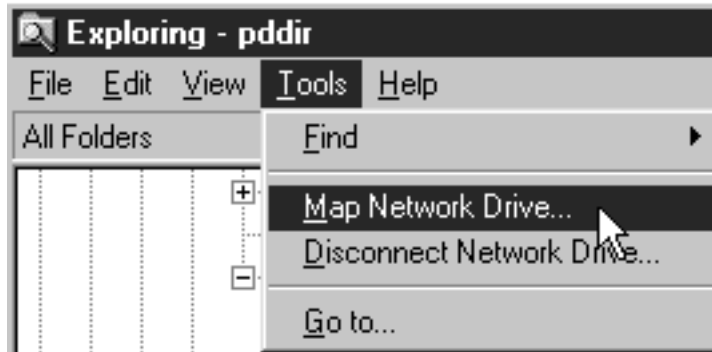 Exploring - pddir
File Edit View Tools Help
All Folders
Find
Map Network Drive...
Disconnect Network Drive...
Go to...